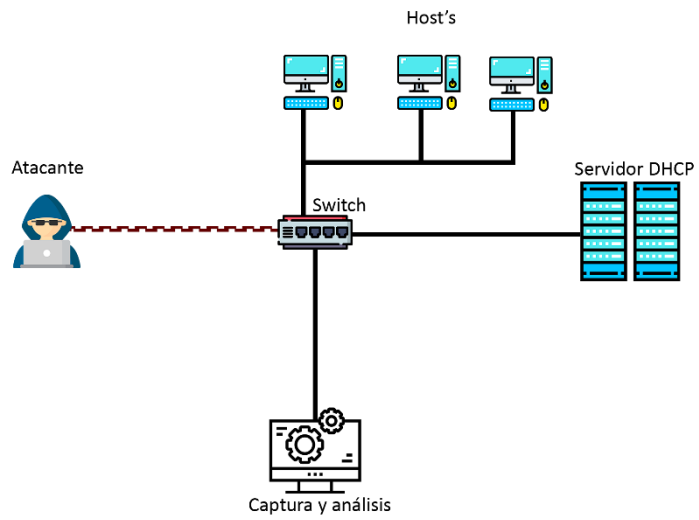 Host's
Atacante
Servidor DHCP
Switch
Captura y análisis